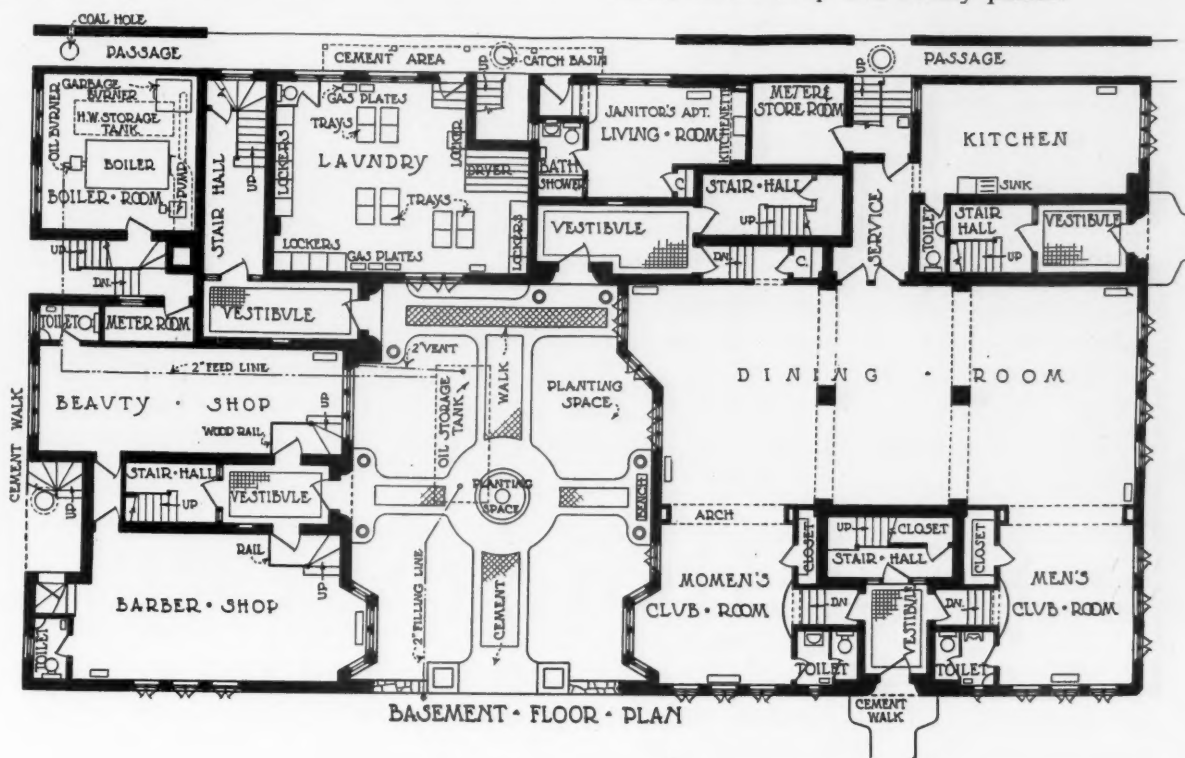 COAL HOLE
PASSAGE
CEMENT AREA
UP
CATCH BASIN
UP
PASSAGE
GARBAGE
BURNER
OIL BURNER
H.W. STORAGE
TANK
BOILER
PUMP
BOILER·ROOM
STAIR HALL
UP
LOCKERS
GAS PLATES
TRAYS
LAUNDRY
LOCKER
DRYER
TRAYS
LOCKERS
GAS PLATES
LOCKERS
JANITOR'S APT.
LIVING·ROOM
KITCHENETTE
BATH
SHOWER
C.
METER &
STORE ROOM
STAIR·HALL
UP
VESTIBULE
DN.
C.
SERVICE
KITCHEN
SINK
TOILET
STAIR
HALL
UP
VESTIBULE
UP
DN.
TOILET
METER ROOM
VESTIBULE
2" FEED LINE
2" VENT
CEMENT WALK
BEAUTY · SHOP
WOOD RAIL
UP
OIL STORAGE
TANK
WALK
PLANTING
SPACE
DINING · ROOM
STAIR·HALL
UP
VESTIBULE
UP
PLANTING
SPACE
BENCH
RAIL
UP
BARBER·SHOP
TOILET
2" FILLING LINE
CEMENT
ARCH
CLOSET
UP
CLOSET
STAIR·HALL
CLOSET
MOMEN'S
CLUB·ROOM
DN.
VESTIBULE
DN.
MEN'S
CLUB·ROOM
TOILET
TOILET
BASEMENT·FLOOR·PLAN
CEMENT
WALK